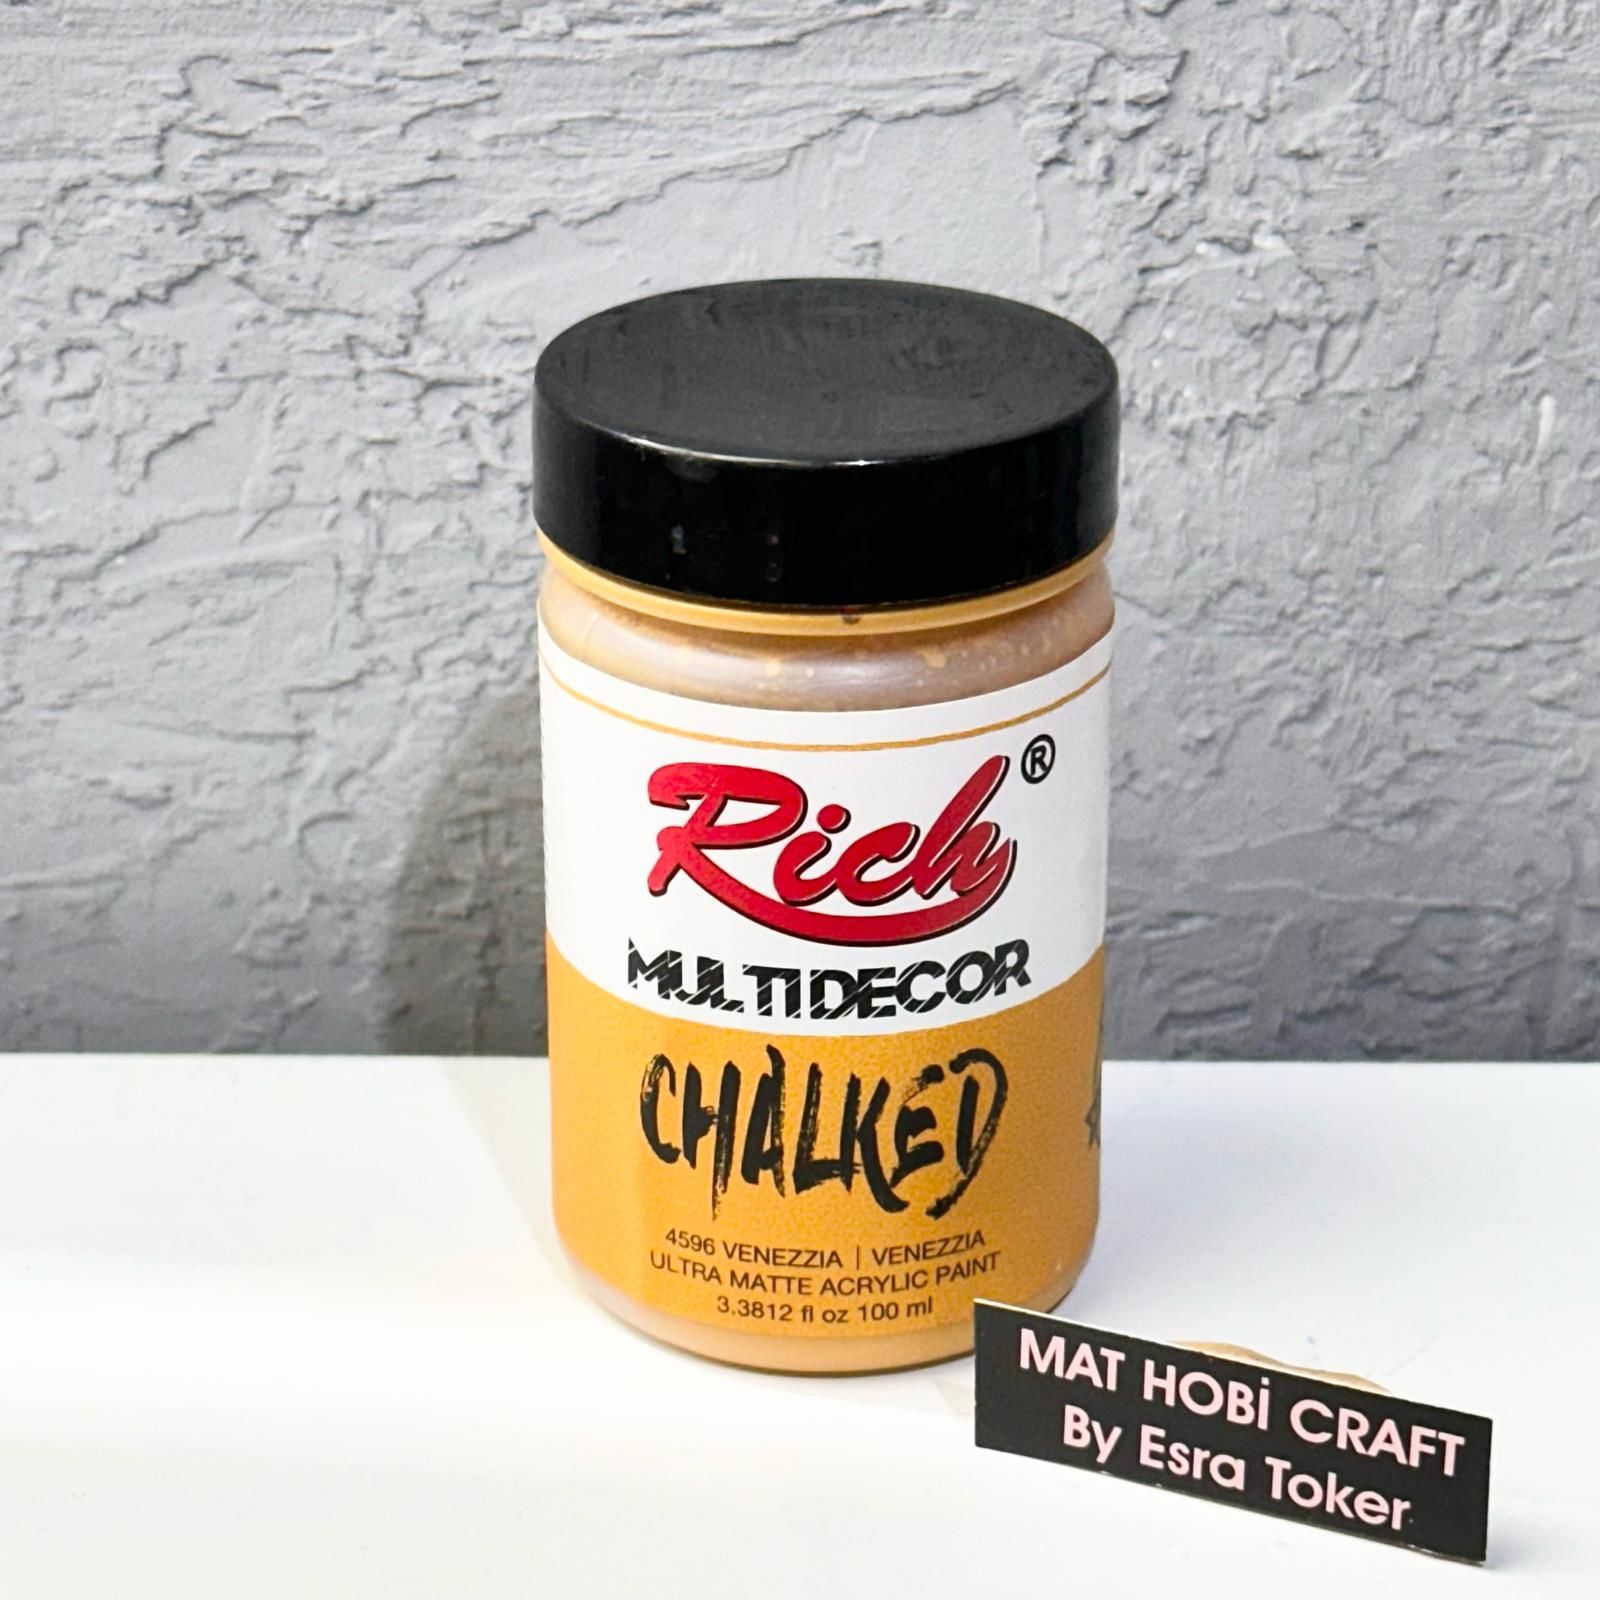 Rich ®
MULTIDECOR
CHALKED
4596 VENEZZIA | VENEZZIA
ULTRA MATTE ACRYLIC PAINT
3.3812 fl oz 100 ml
MAT HOBİ CRAFT
By Esra Toker